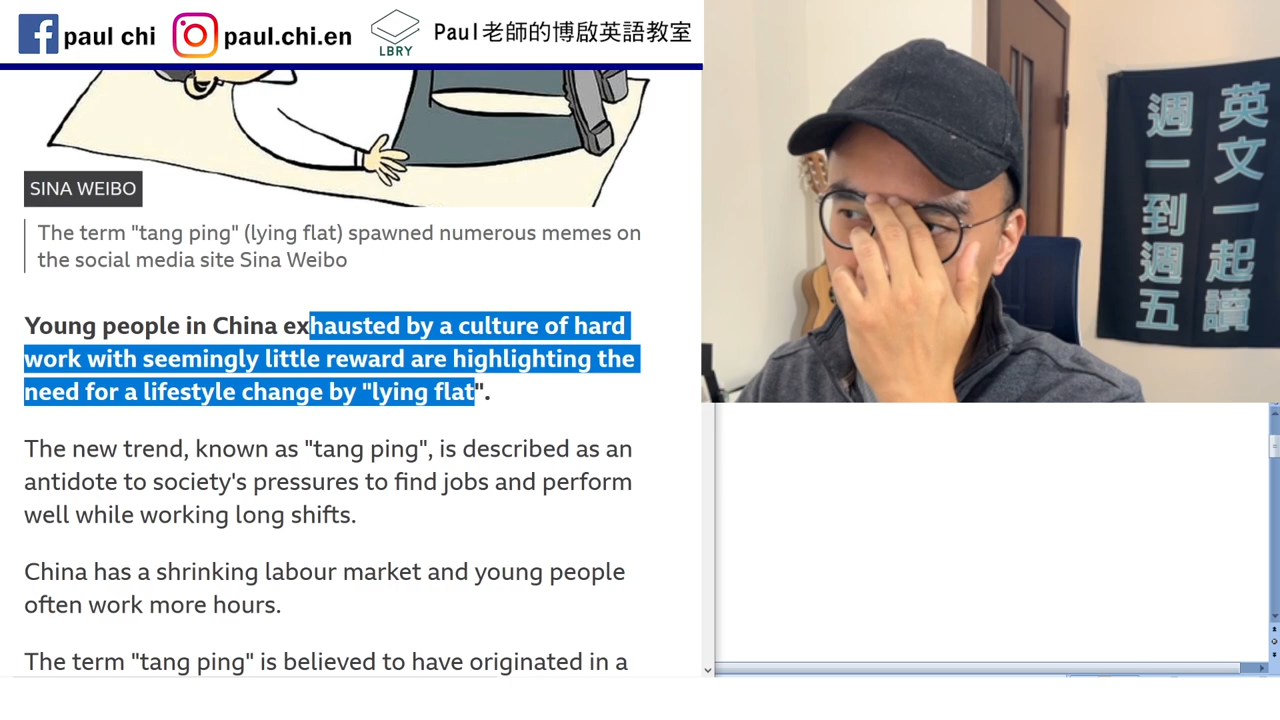 paul chi
paul.chi.en
LBRY
Paul老師的博啟英語教室
SINA WEIBO
The term "tang ping" (lying flat) spawned numerous memes on
the social media site Sina Weibo
Young people in China exhausted by a culture of hard
work with seemingly little reward are highlighting the
need for a lifestyle change by "lying flat".
The new trend, known as "tang ping", is described as an
antidote to society's pressures to find jobs and perform
well while working long shifts.
China has a shrinking labour market and young people
often work more hours.
The term "tang ping" is believed to have originated in a
英文一起讀
週一到週五